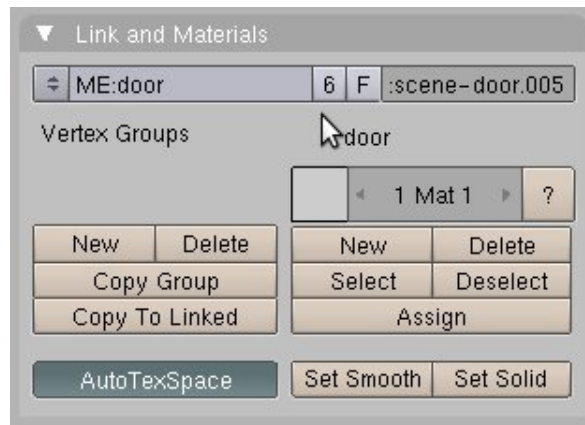 Link and Materials
ME:door 6 F :scene-door.005
Vertex Groups door
1 Mat 1 ?
New Delete New Delete
Copy Group Select Deselect
Copy To Linked Assign
AutoTexSpace Set Smooth Set Solid